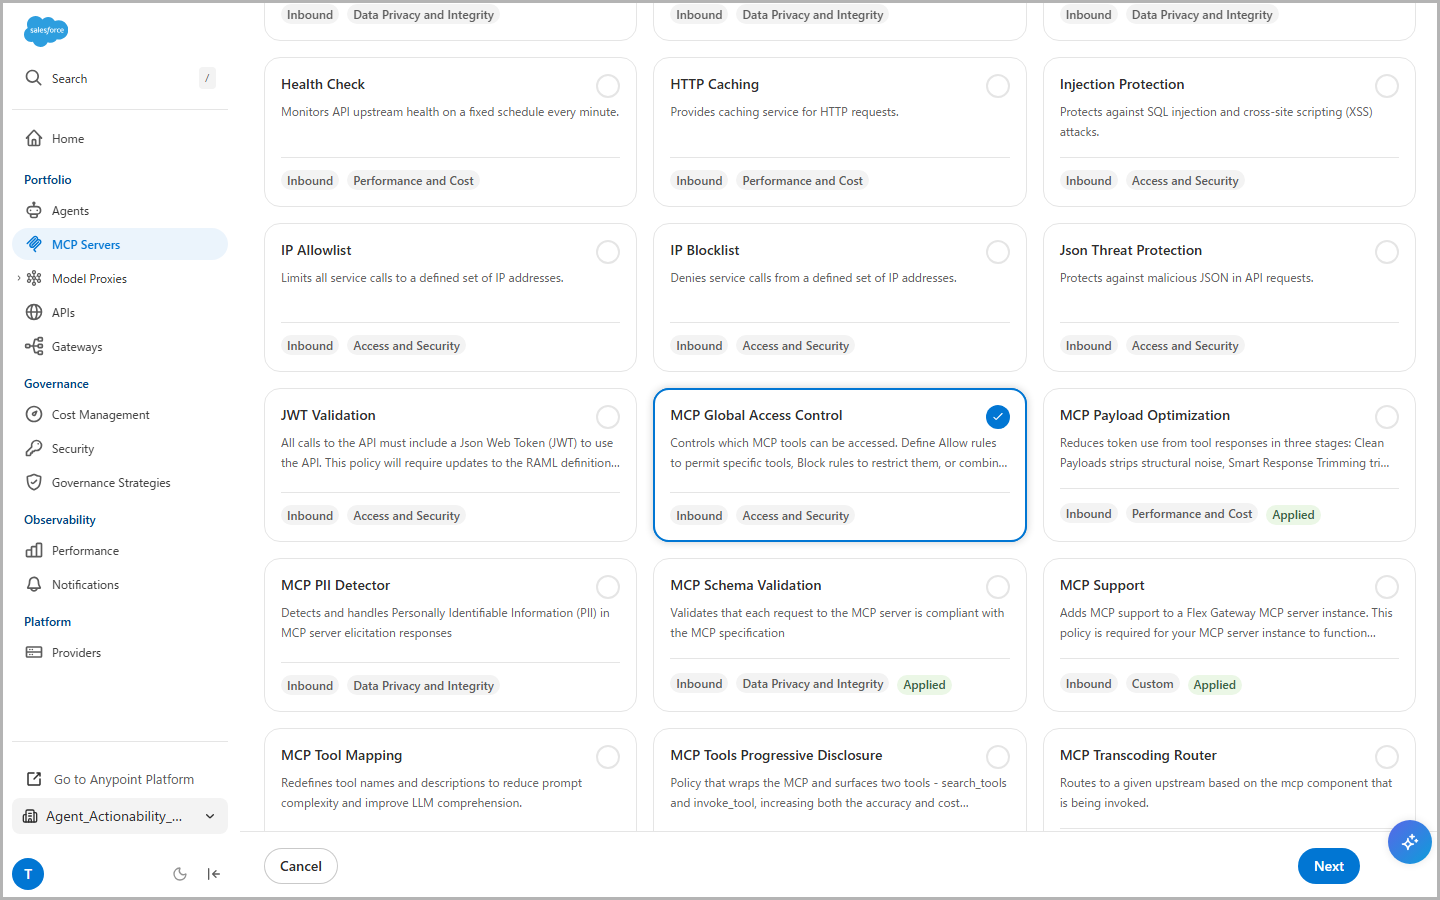 salesforce
Search /
Home
Portfolio
Agents
MCP Servers
Model Proxies
APIs
Gateways
Governance
Cost Management
Security
Governance Strategies
Observability
Performance
Notifications
Platform
Providers
Go to Anypoint Platform
Agent_Actionability_...
T
Inbound Data Privacy and Integrity
Inbound Data Privacy and Integrity
Inbound Data Privacy and Integrity
Health Check
Monitors API upstream health on a fixed schedule every minute.
Inbound Performance and Cost
HTTP Caching
Provides caching service for HTTP requests.
Inbound Performance and Cost
Injection Protection
Protects against SQL injection and cross-site scripting (XSS)
attacks.
Inbound Access and Security
IP Allowlist
Limits all service calls to a defined set of IP addresses.
Inbound Access and Security
IP Blocklist
Denies service calls from a defined set of IP addresses.
Inbound Access and Security
Json Threat Protection
Protects against malicious JSON in API requests.
Inbound Access and Security
JWT Validation
All calls to the API must include a Json Web Token (JWT) to use
the API. This policy will require updates to the RAML definition...
Inbound Access and Security
MCP Global Access Control
Controls which MCP tools can be accessed. Define Allow rules
to permit specific tools, Block rules to restrict them, or combin...
Inbound Access and Security
MCP Payload Optimization
Reduces token use from tool responses in three stages: Clean
Payloads strips structural noise, Smart Response Trimming tri...
Inbound Performance and Cost Applied
MCP PII Detector
Detects and handles Personally Identifiable Information (PII) in
MCP server elicitation responses
Inbound Data Privacy and Integrity
MCP Schema Validation
Validates that each request to the MCP server is compliant with
the MCP specification
Inbound Data Privacy and Integrity Applied
MCP Support
Adds MCP support to a Flex Gateway MCP server instance. This
policy is required for your MCP server instance to function...
Inbound Custom Applied
MCP Tool Mapping
Redefines tool names and descriptions to reduce prompt
complexity and improve LLM comprehension.
MCP Tools Progressive Disclosure
Policy that wraps the MCP and surfaces two tools - search_tools
and invoke_tool, increasing both the accuracy and cost...
MCP Transcoding Router
Routes to a given upstream based on the mcp component that
is being invoked.
Cancel
Next